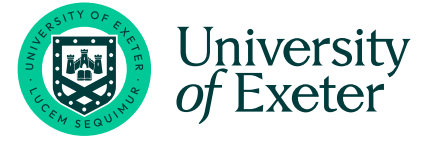 UNIVERSITY OF EXETER
· LUCEM SEQUIMUR ·
University
of Exeter